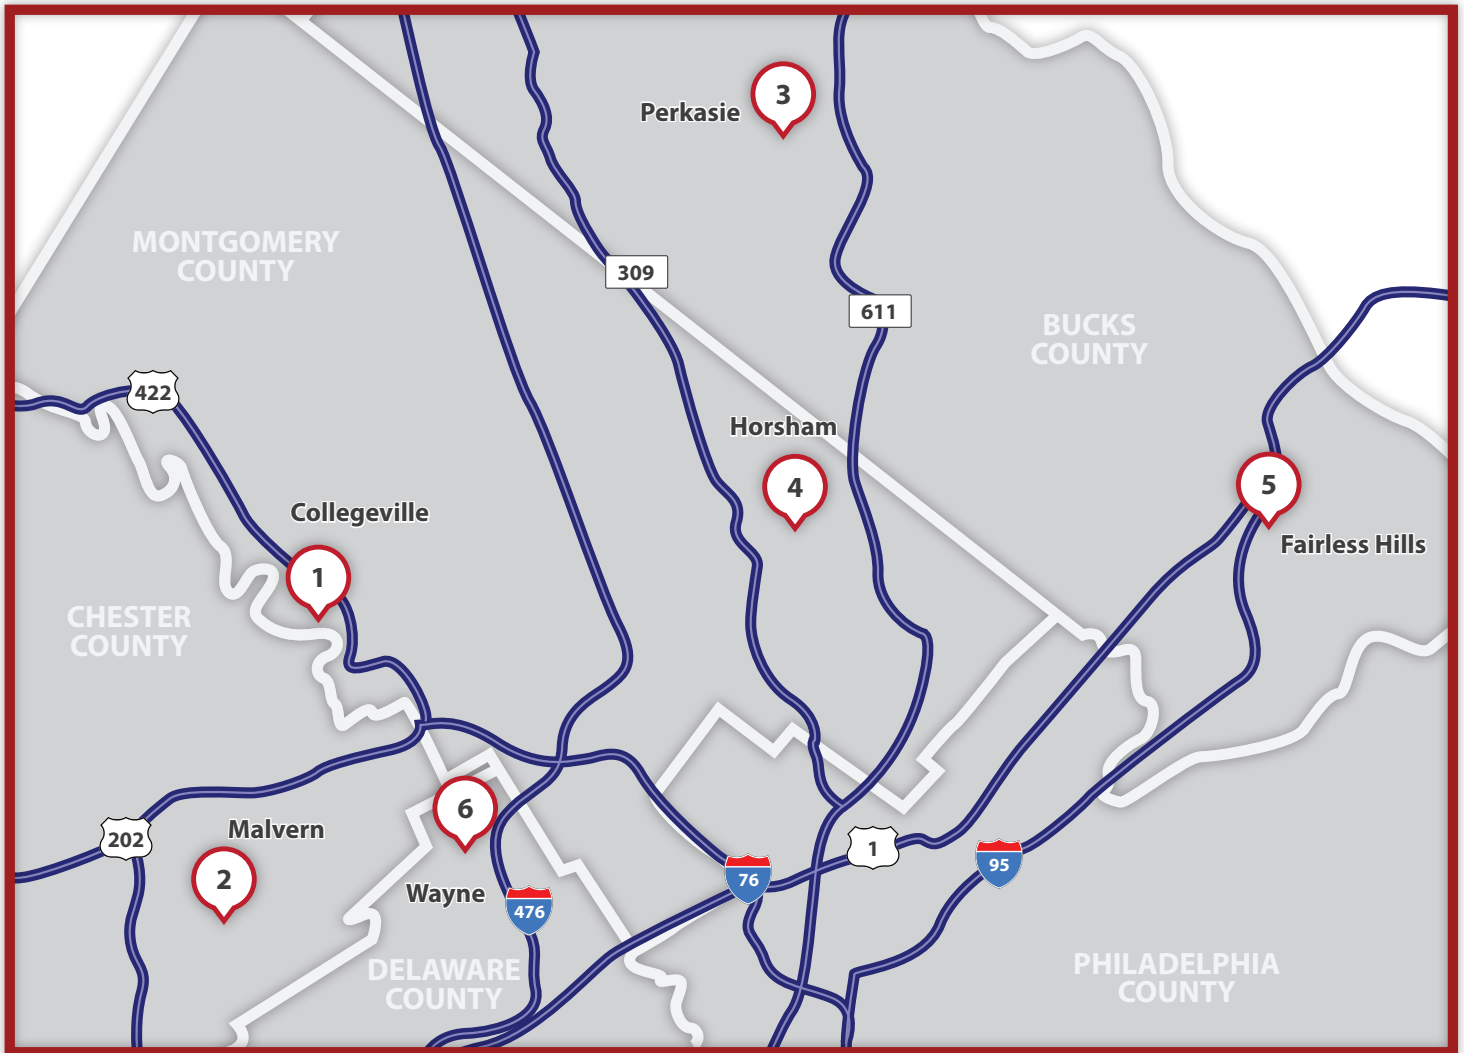 3
Perkasie
MONTGOMERY
COUNTY
309
611
BUCKS
COUNTY
422
Horsham
4
5
Collegeville
Fairless Hills
1
CHESTER
COUNTY
6
Malvern
202
1
2
76
95
Wayne
476
DELAWARE
COUNTY
PHILADELPHIA
COUNTY